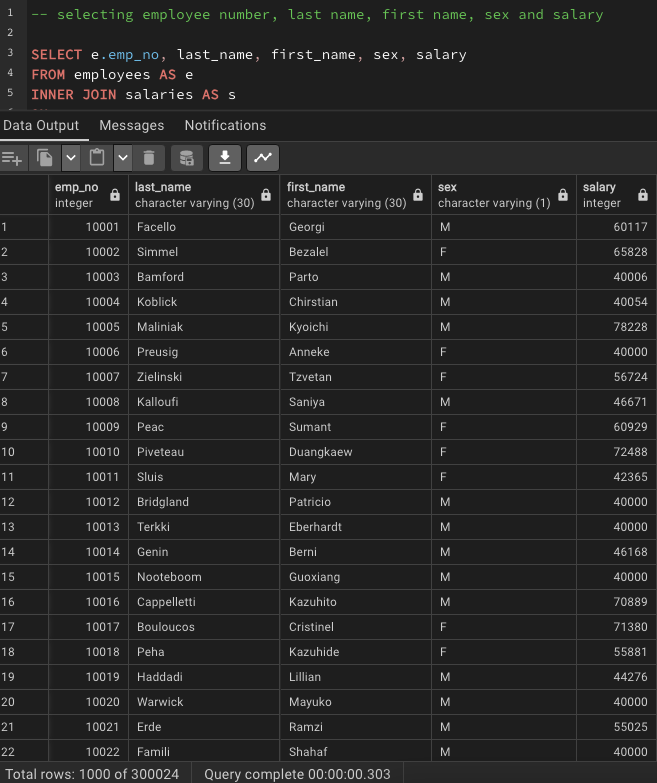 1 -- selecting employee number, last name, first name, sex and salary
2
3 SELECT e.emp_no, last_name, first_name, sex, salary
4 FROM employees AS e
5 INNER JOIN salaries AS s
Data Output Messages Notifications
emp_no last_name first_name sex salary
integer character varying (30) character varying (30) character varying (1) integer
1 10001 Facello Georgi M 60117
2 10002 Simmel Bezalel F 65828
3 10003 Bamford Parto M 40006
4 10004 Koblick Chirstian M 40054
5 10005 Maliniak Kyoichi M 78228
6 10006 Preusig Anneke F 40000
7 10007 Zielinski Tzvetan F 56724
8 10008 Kalloufi Saniya M 46671
9 10009 Peac Sumant F 60929
10 10010 Piveteau Duangkaew F 72488
11 10011 Sluis Mary F 42365
12 10012 Bridgland Patricio M 40000
13 10013 Terkki Eberhardt M 40000
14 10014 Genin Berni M 46168
15 10015 Nooteboom Guoxiang M 40000
16 10016 Cappelletti Kazuhito M 70889
17 10017 Bouloucos Cristinel F 71380
18 10018 Peha Kazuhide F 55881
19 10019 Haddadi Lillian M 44276
20 10020 Warwick Mayuko M 40000
21 10021 Erde Ramzi M 55025
22 10022 Famili Shahaf M 40000
Total rows: 1000 of 300024 Query complete 00:00:00.303